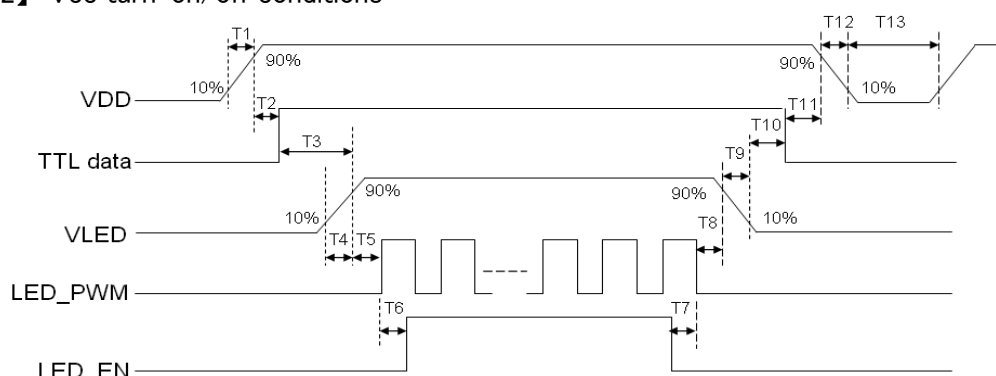 Vcc turn-on/off conditions
T1
T12 T13
90% 90%
10% 10%
VDD
T2 T11
T10
T3
TTL data
T9
90% 90%
10% 10%
T8
VLED
T4 T5
LED_PWM
T6 T7
LED_EN